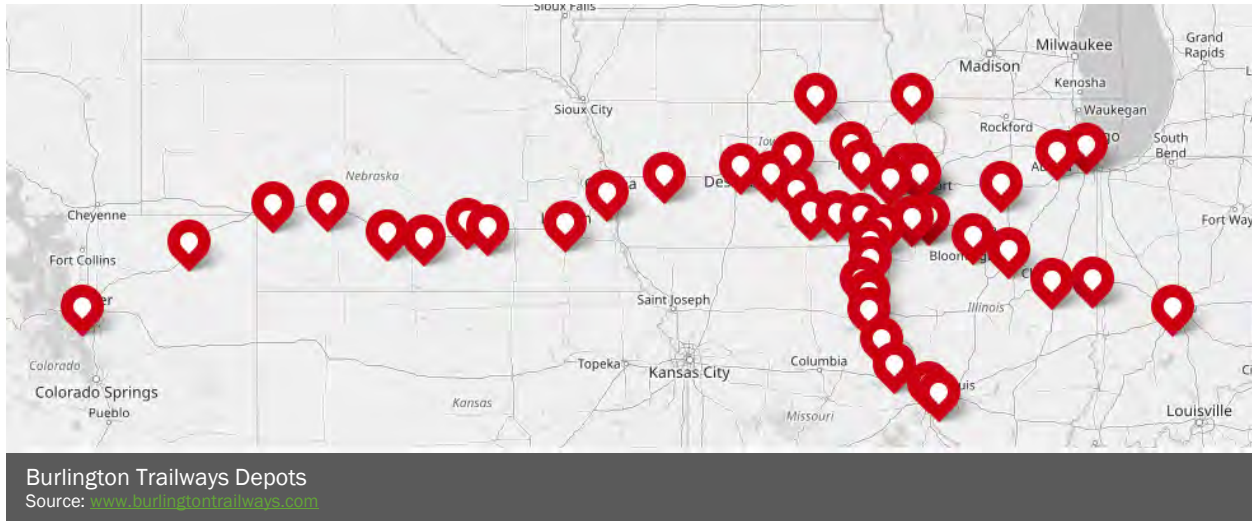 Sioux Falls
Grand
Rapids
Milwaukee
Madison
Kenosha
Sioux City
Waukegan
Rockford
South
Bend
Nebraska
Cheyenne
Fort Way
Fort Collins
Saint Joseph
Illinois
Colorado
Topeka
Kansas City
Columbia
Colorado Springs
Kansas
Pueblo
Missouri
Louisville
Burlington Trailways Depots
Source: www.burlingtontrailways.com